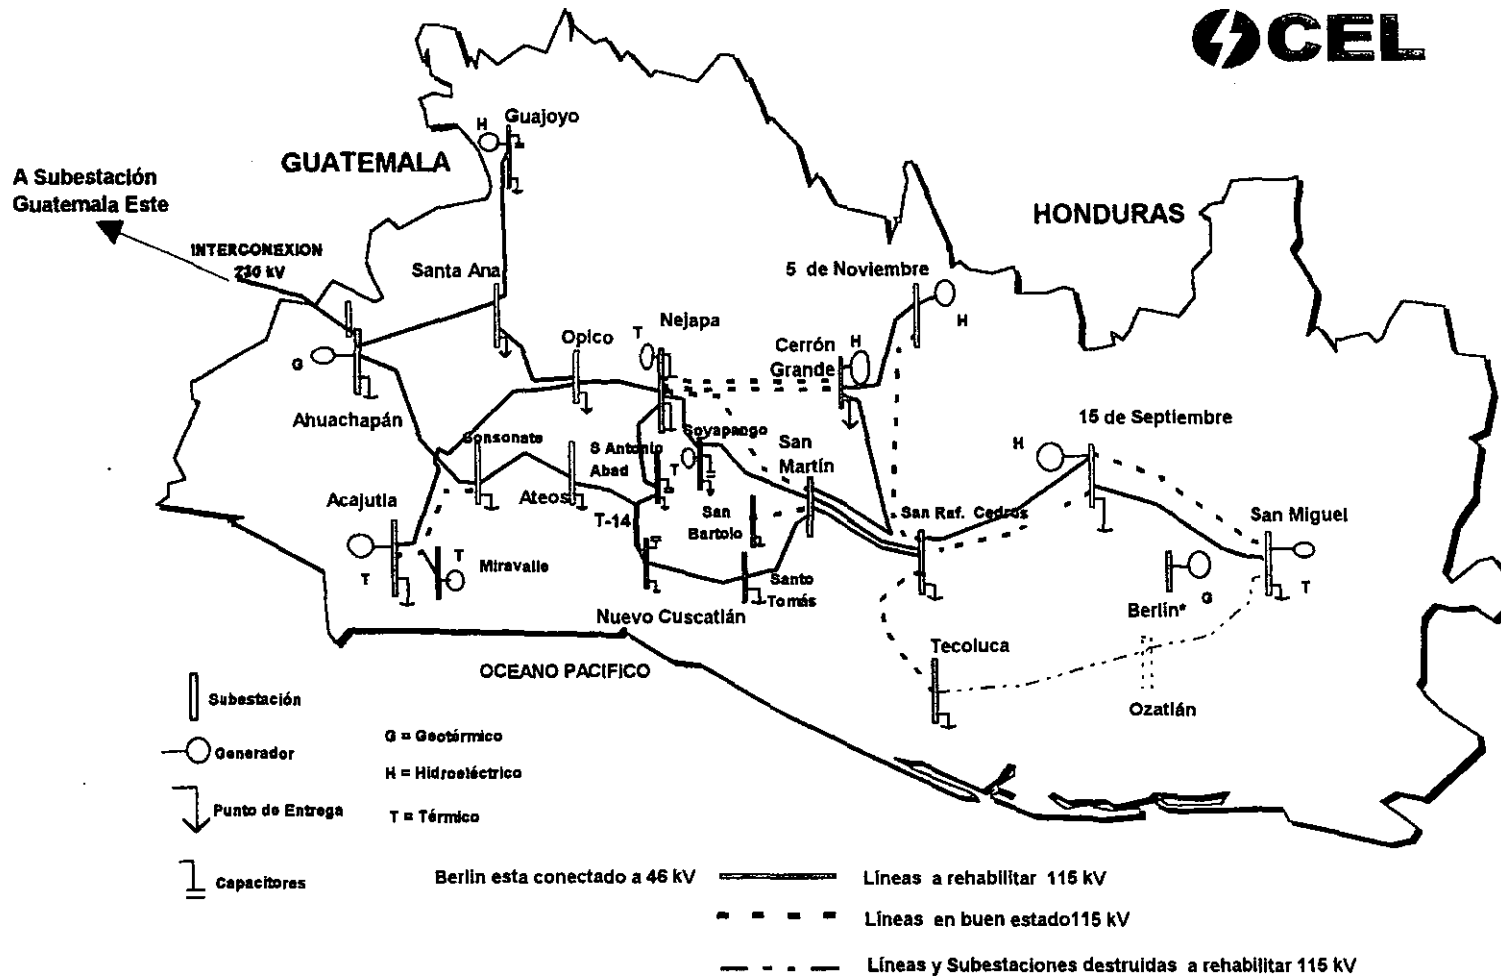 CEL
Guajoyo
H
GUATEMALA
A Subestación
Guatemala Este
HONDURAS
INTERCONEXION
230 kV
Santa Ana
5 de Noviembre
H
Opico
T
Nejapa
Cerrón
Grande
H
G
Ahuachapán
15 de Septiembre
Sonsonate
S Antonio
Abad
Soyapango
T
San
Martín
H
Acajutla
Ateos
T-14
San
Bartolo
San Raf. Cedros
San Miguel
T
Miravalle
T
Santo
Tomás
Berlín*
G
T
Nuevo Cuscatlán
Tecoluca
OCEANO PACIFICO
Ozatlán
Subestación
Generador
Punto de Entrega
Capacitores
G = Geotérmico
H = Hidroeléctrico
T = Térmico
Berlin esta conectado a 46 kV
Líneas a rehabilitar 115 kV
Líneas en buen estado115 kV
Líneas y Subestaciones destruidas a rehabilitar 115 kV